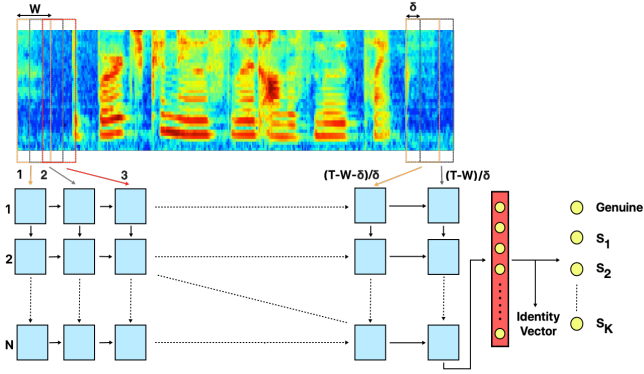 W
δ
1
2
3
(T-W-δ)/δ
(T-W)/δ
1
2
N
Genuine
S1
S2
SK
Identity
Vector